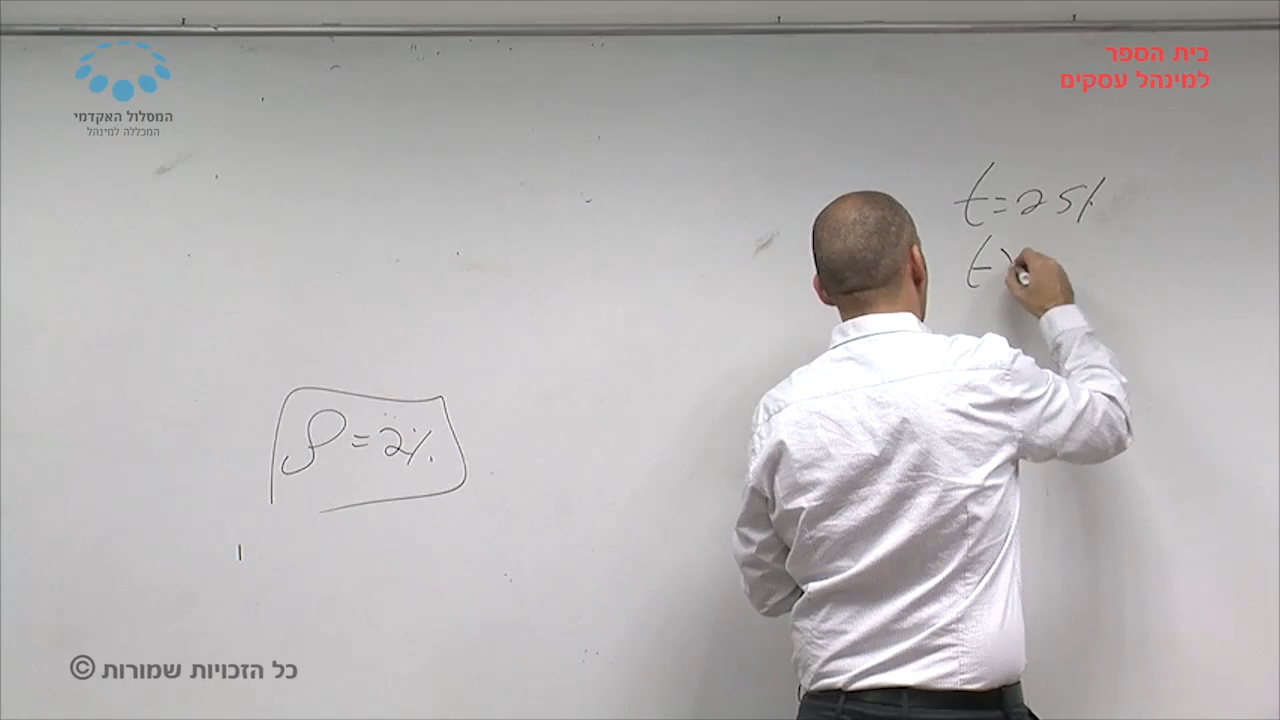 בית הספר
למינהל עסקים
המסלול האקדמי
המכללה למינהל
t=25%
t
ρ=2%
כל הזכויות שמורות ©